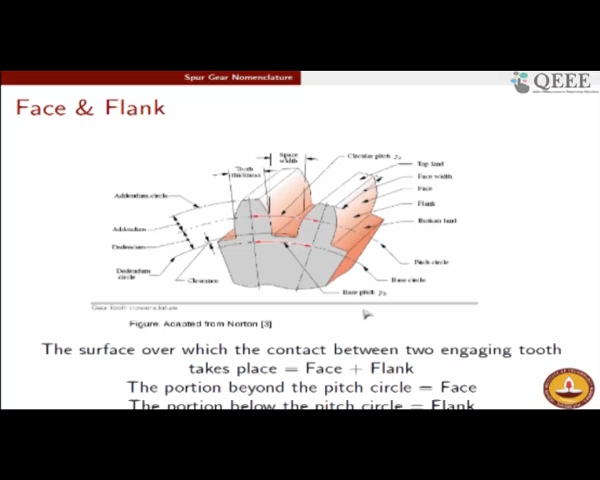 Spur Gear Nomenclature
QEEE
Face & Flank
Space
width
Tooth
thickness
Circular pitch p
Top land
Face width
Face
Flank
Bottom land
Addendum circle
Addendum
Dedendum
Dedendum
circle
Clearance
Pitch circle
Base circle
Base pitch p
Gear Tooth nomenclature
Figure: Adapted from Norton [3]
The surface over which the contact between two engaging tooth
takes place = Face + Flank
The portion beyond the pitch circle = Face
The portion below the pitch circle = Flank